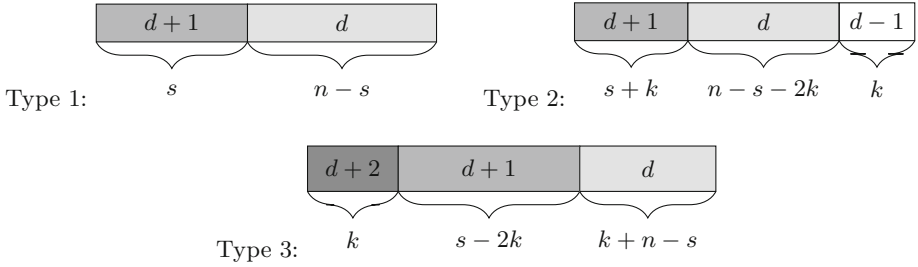 d + 1 d
s n − s
Type 1:
d + 1 d d − 1
s + k n − s − 2k k
Type 2:
d + 2 d + 1 d
k s − 2k k + n − s
Type 3: